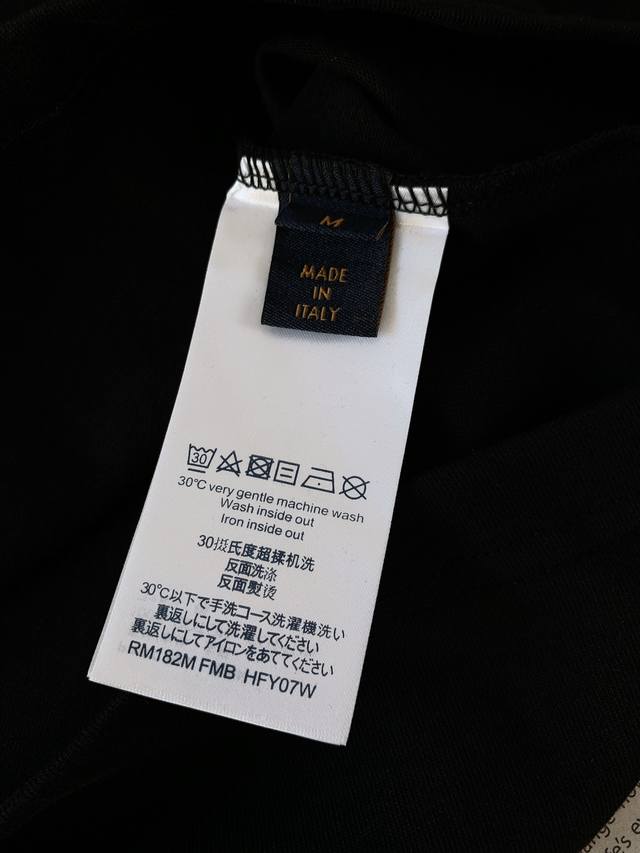 M
MADE
IN
ITALY
30
30°C very gentle machine wash
Wash inside out
Iron inside out
30摄氏度超揉机洗
反面洗涤
反面熨烫
30°C以下で手洗コース洗濯機洗い
裏返しにして洗濯してください
裏返しにしてアイロンをあててください
RM182M FMB HFY07W